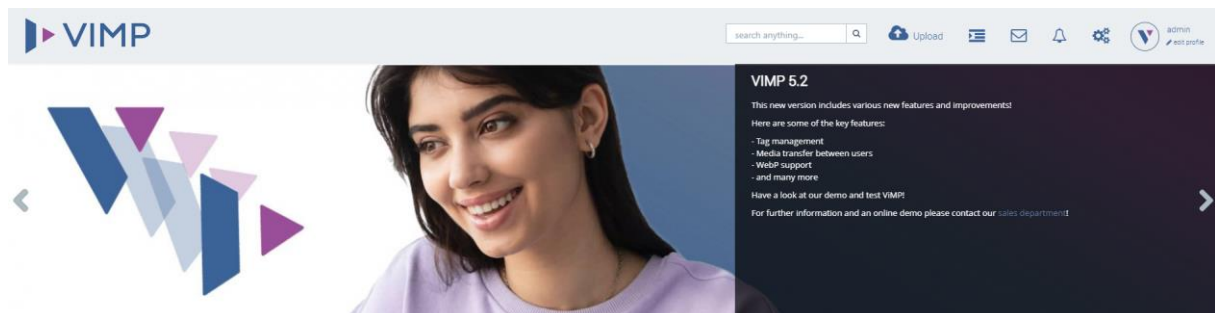 VIMP
search anything...
Upload
admin
edit profile
VIMP 5.2
This new version includes various new features and improvements!
Here are some of the key features:
- Tag management
- Media transfer between users
- WebP support
- and many more
Have a look at our demo and test ViMP!
For further information and an online demo please contact our sales department!